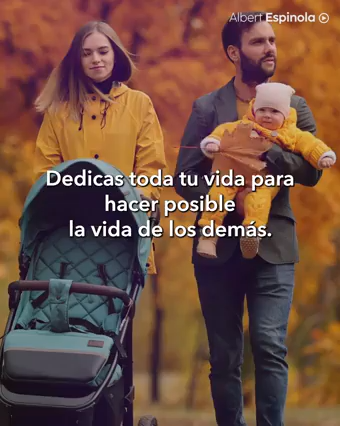 Albert Espinola
Dedicas toda tu vida para
hacer posible
la vida de los demás.